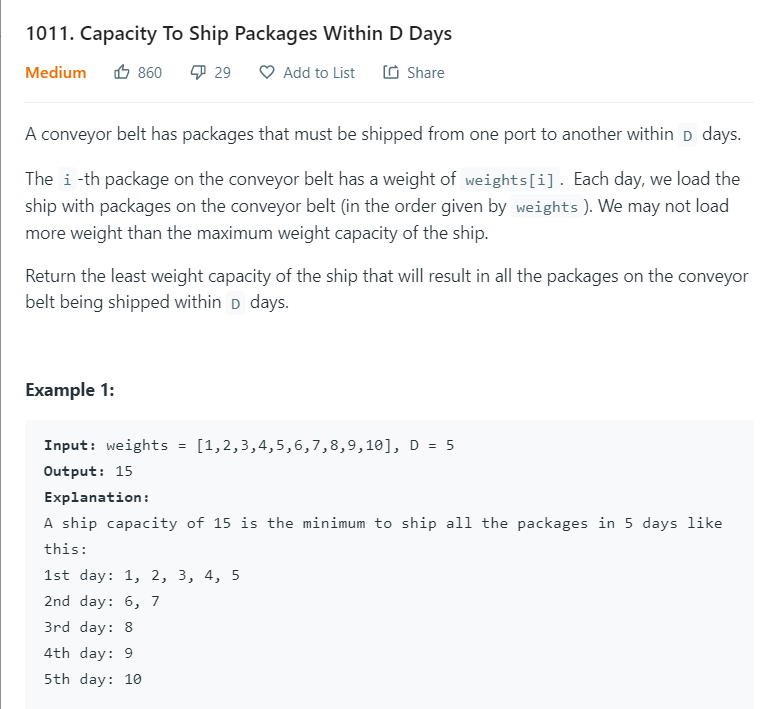 1011. Capacity To Ship Packages Within D Days
Medium 860 29 Add to List Share
A conveyor belt has packages that must be shipped from one port to another within D days.
The i -th package on the conveyor belt has a weight of weights[i] . Each day, we load the
ship with packages on the conveyor belt (in the order given by weights ). We may not load
more weight than the maximum weight capacity of the ship.
Return the least weight capacity of the ship that will result in all the packages on the conveyor
belt being shipped within D days.
Example 1:
Input: weights = [1,2,3,4,5,6,7,8,9,10], D = 5
Output: 15
Explanation:
A ship capacity of 15 is the minimum to ship all the packages in 5 days like
this:
1st day: 1, 2, 3, 4, 5
2nd day: 6, 7
3rd day: 8
4th day: 9
5th day: 10